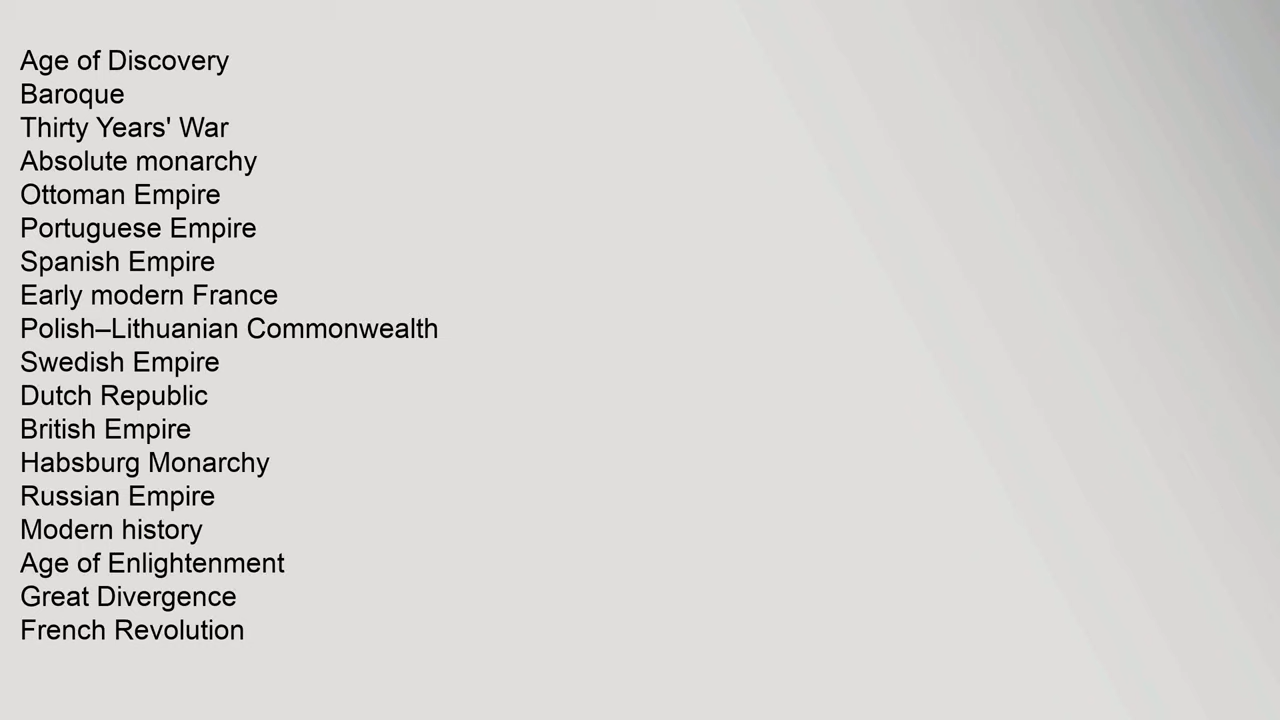 Age of Discovery
Baroque
Thirty Years' War
Absolute monarchy
Ottoman Empire
Portuguese Empire
Spanish Empire
Early modern France
Polish–Lithuanian Commonwealth
Swedish Empire
Dutch Republic
British Empire
Habsburg Monarchy
Russian Empire
Modern history
Age of Enlightenment
Great Divergence
French Revolution